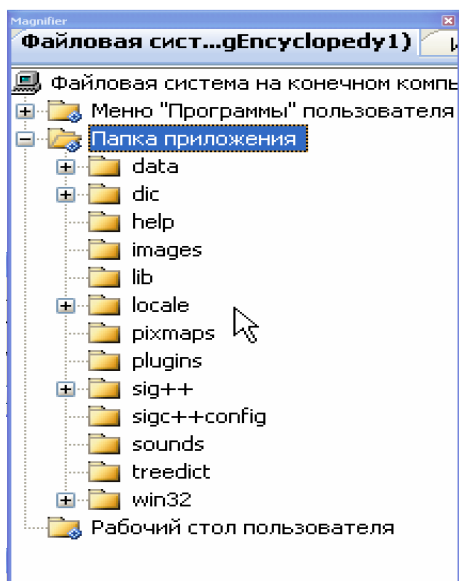 Magnifier
Файловая сист...gEncyclopedy1)
Файловая система на конечном компь
Меню "Программы" пользователя
Папка приложения
data
dic
help
images
lib
locale
pixmaps
plugins
sig++
sigc++config
sounds
treedict
win32
Рабочий стол пользователя